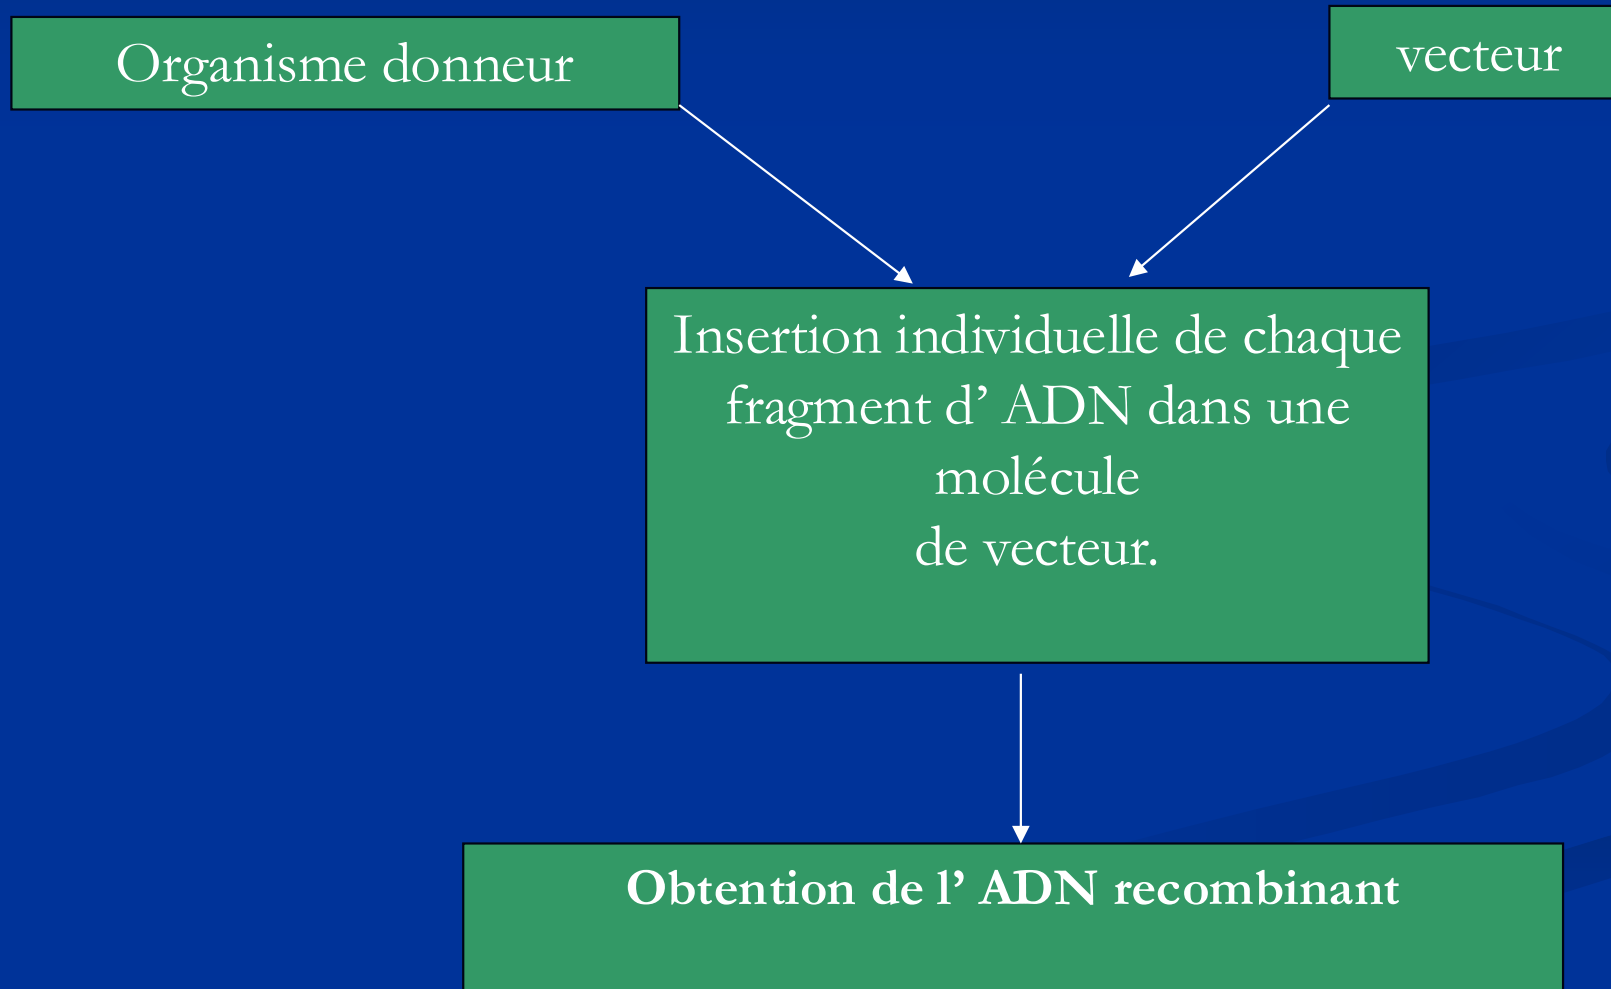 Organisme donneur
vecteur
Insertion individuelle de chaque
fragment d’ ADN dans une
molécule
de vecteur.
Obtention de l’ ADN recombinant